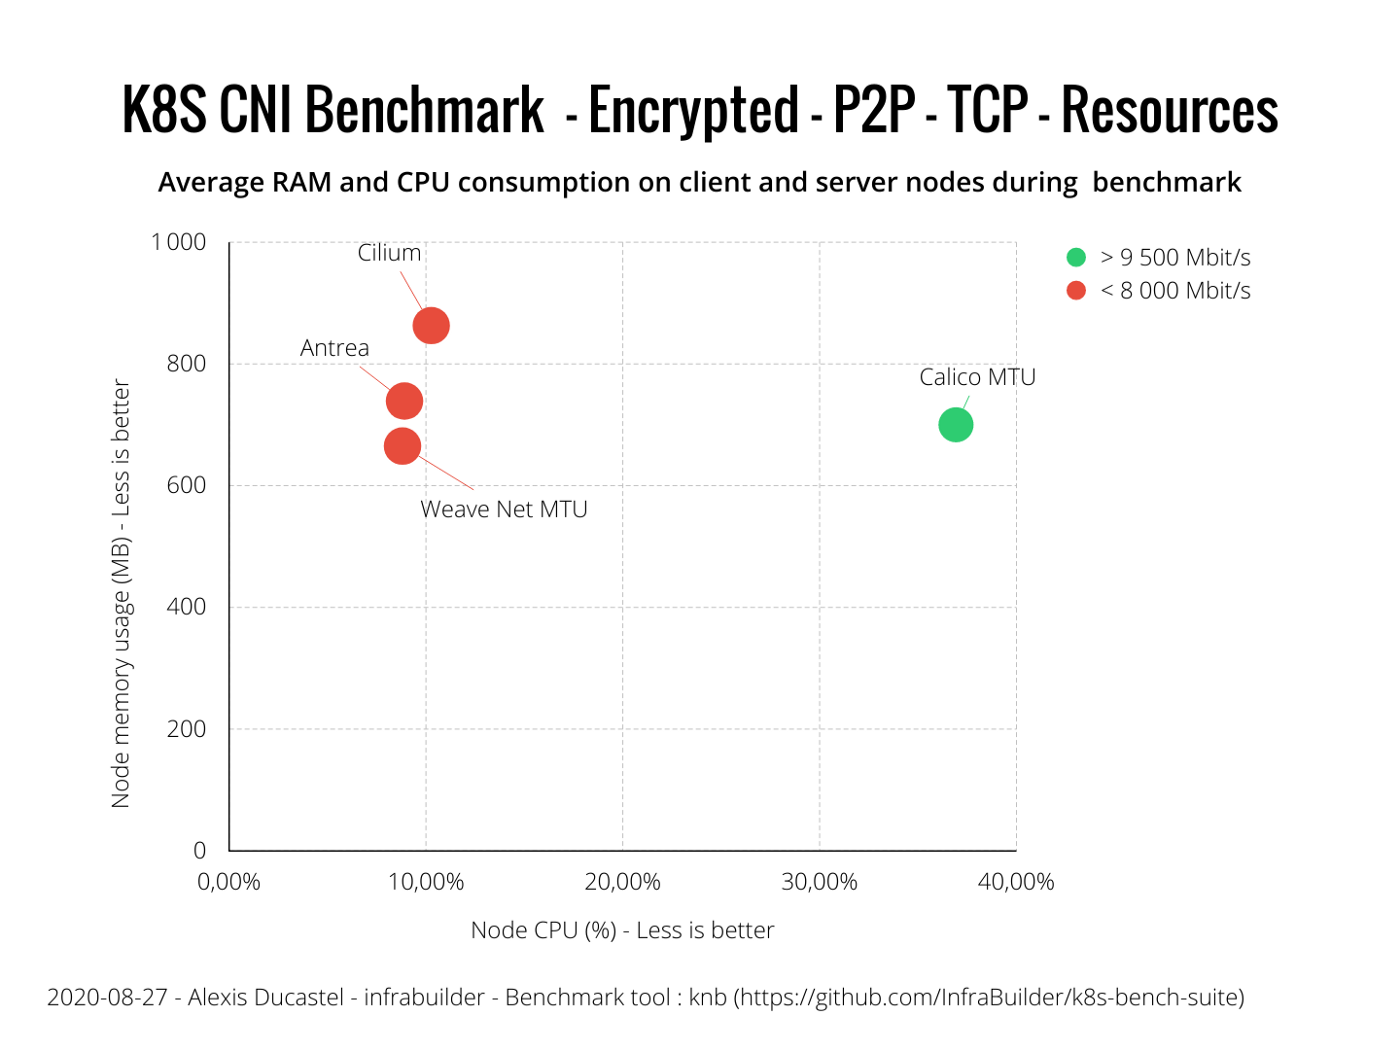 K8S CNI Benchmark - Encrypted - P2P - TCP - Resources
Average RAM and CPU consumption on client and server nodes during benchmark
1 000
800
600
400
200
0
Node memory usage (MB) - Less is better
Cilium
Antrea
Weave Net MTU
Calico MTU
> 9 500 Mbit/s
< 8 000 Mbit/s
0,00% 10,00% 20,00% 30,00% 40,00%
Node CPU (%) - Less is better
2020-08-27 - Alexis Ducastel - infrabuilder - Benchmark tool : knb (https://github.com/InfraBuilder/k8s-bench-suite)